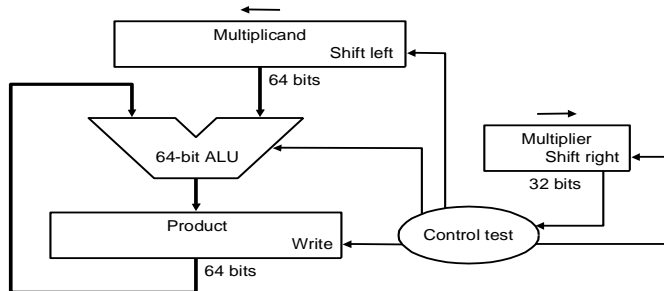 Multiplicand
Shift left
64 bits
64-bit ALU
Multiplier
Shift right
32 bits
Product
Write
Control test
64 bits